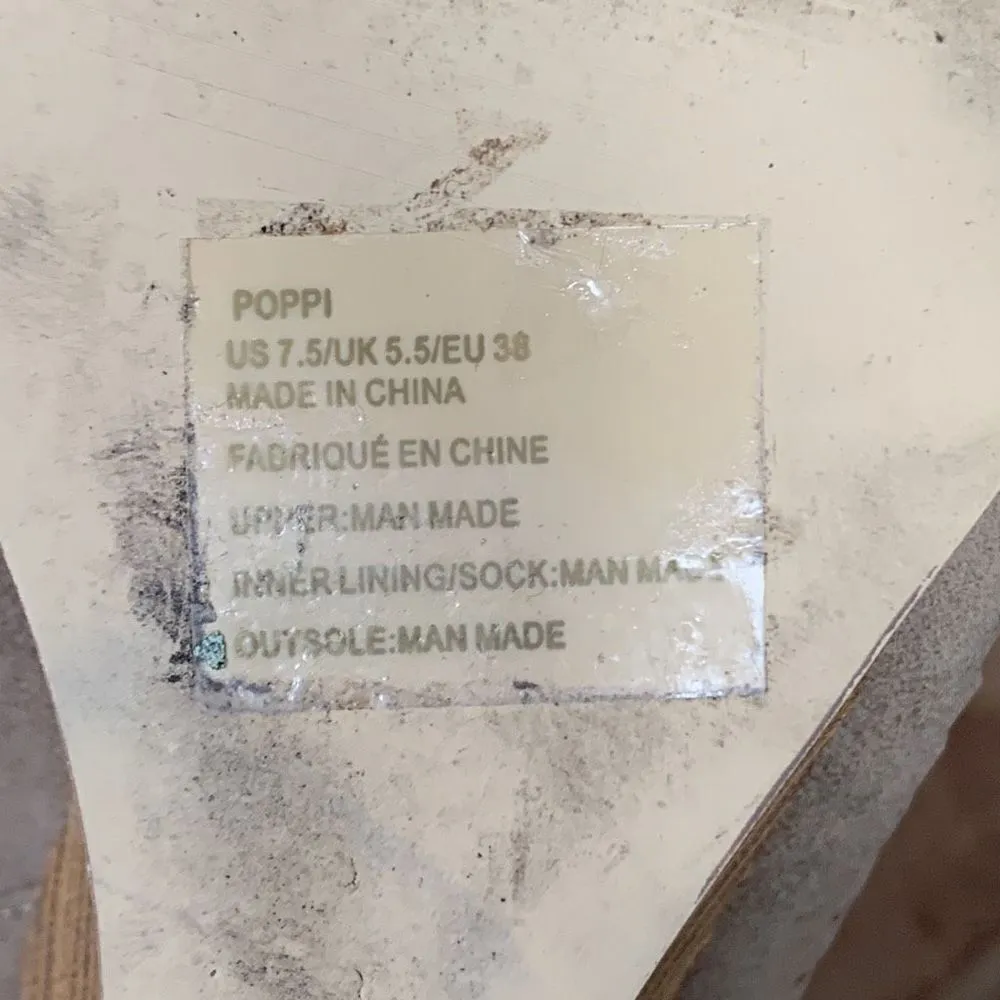 POPPI
US 7.5/UK 5.5/EU 38
MADE IN CHINA
FABRIQUÉ EN CHINE
UPPER:MAN MADE
INNER LINING/SOCK:MAN MADE
OUTSOLE:MAN MADE